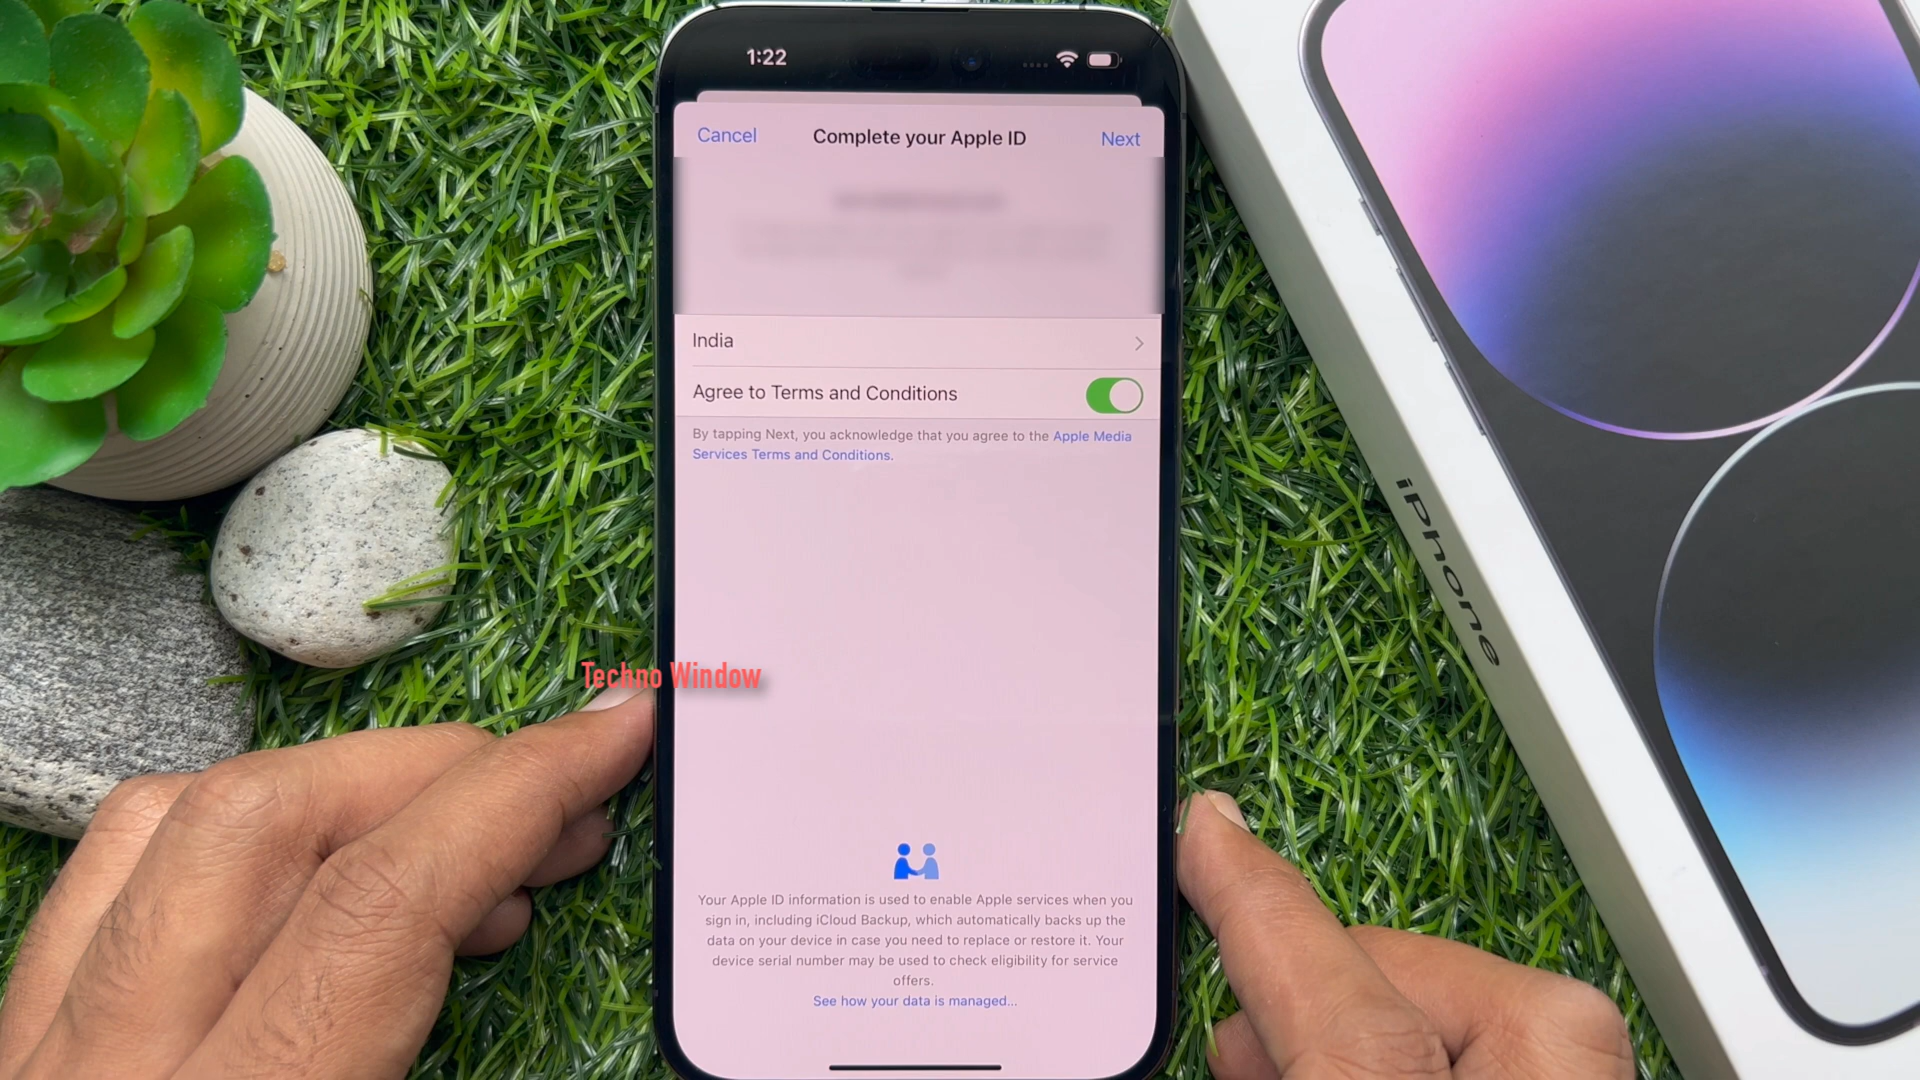 1:22
Cancel
Complete your Apple ID
Next
India
Agree to Terms and Conditions
By tapping Next, you acknowledge that you agree to the Apple Media
Services Terms and Conditions.
Techno Window
iPhone
Your Apple ID information is used to enable Apple services when you
sign in, including iCloud Backup, which automatically backs up the
data on your device in case you need to replace or restore it. Your
device serial number may be used to check eligibility for service
offers.
See how your data is managed...